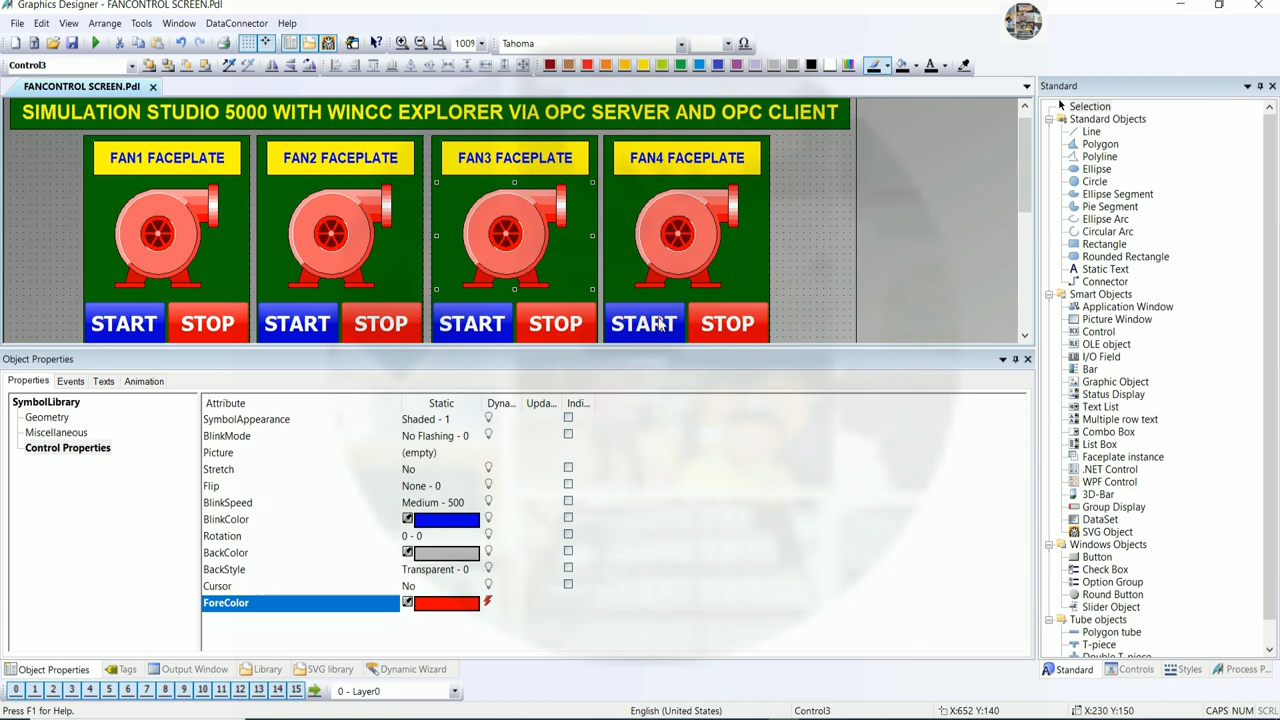 Graphics Designer - FANCONTROL SCREEN.Pdl
File Edit View Arrange Tools Window DataConnector Help
100% Tahoma
Control3
FANCONTROL SCREEN.Pdl
SIMULATION STUDIO 5000 WITH WINCC EXPLORER VIA OPC SERVER AND OPC CLIENT
FAN1 FACEPLATE FAN2 FACEPLATE FAN3 FACEPLATE FAN4 FACEPLATE
START STOP START STOP START STOP START STOP
Object Properties
Properties Events Texts Animation
SymbolLibrary
Geometry
Miscellaneous
Control Properties
Attribute Static Dyna... Upda... Indi...
SymbolAppearance Shaded - 1
BlinkMode No Flashing - 0
Picture (empty)
Stretch No
Flip None - 0
BlinkSpeed Medium - 500
BlinkColor
Rotation 0 - 0
BackColor
BackStyle Transparent - 0
Cursor No
ForeColor
Standard
Selection
Standard Objects
Line
Polygon
Polyline
Ellipse
Circle
Ellipse Segment
Pie Segment
Ellipse Arc
Circular Arc
Rectangle
Rounded Rectangle
Static Text
Connector
Smart Objects
Application Window
Picture Window
Control
OLE object
I/O Field
Bar
Graphic Object
Status Display
Text List
Multiple row text
Combo Box
List Box
Faceplate instance
.NET Control
WPF Control
3D-Bar
Group Display
DataSet
SVG Object
Windows Objects
Button
Check Box
Option Group
Round Button
Slider Object
Tube objects
Polygon tube
T-piece
Double T-piece
Object Properties Tags Output Window Library SVG library Dynamic Wizard
Standard Controls Styles Process P...
0 1 2 3 4 5 6 7 8 9 10 11 12 13 14 15 0 - Layer0
Press F1 for Help. English (United States) Control3 X:652 Y:140 X:230 Y:150 CAPS NUM SCRL